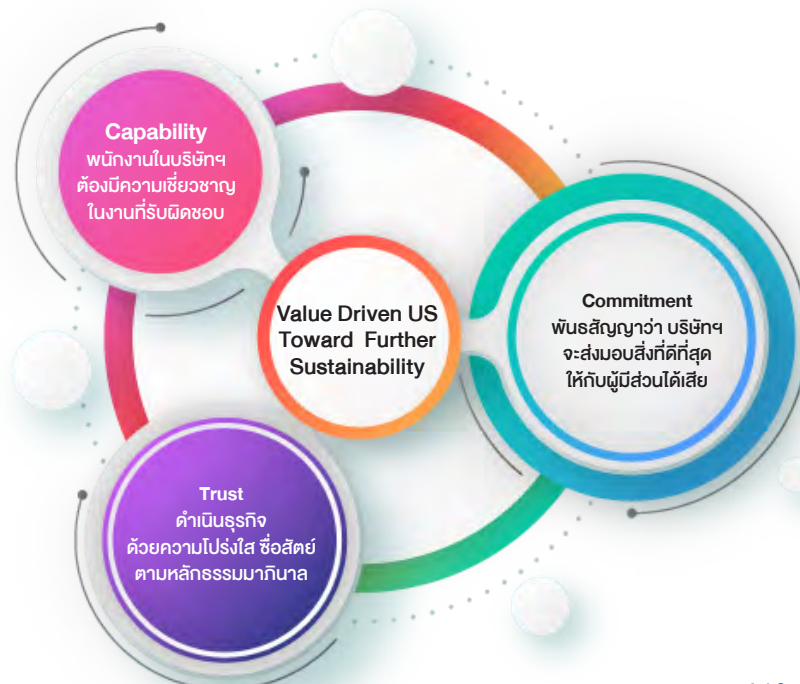 Capability
พนักงานในบริษัทฯ
ต้องมีความเชี่ยวชาญ
ในงานที่รับผิดชอบ
Value Driven US
Toward Further
Sustainability
Commitment
พันธสัญญาว่า บริษัทฯ
จะส่งมอบสิ่งที่ดีที่สุด
ให้กับผู้มีส่วนได้เสีย
Trust
ดำเนินธุรกิจ
ด้วยความโปร่งใส ซื่อสัตย์
ตามหลักธรรมมาภินาล